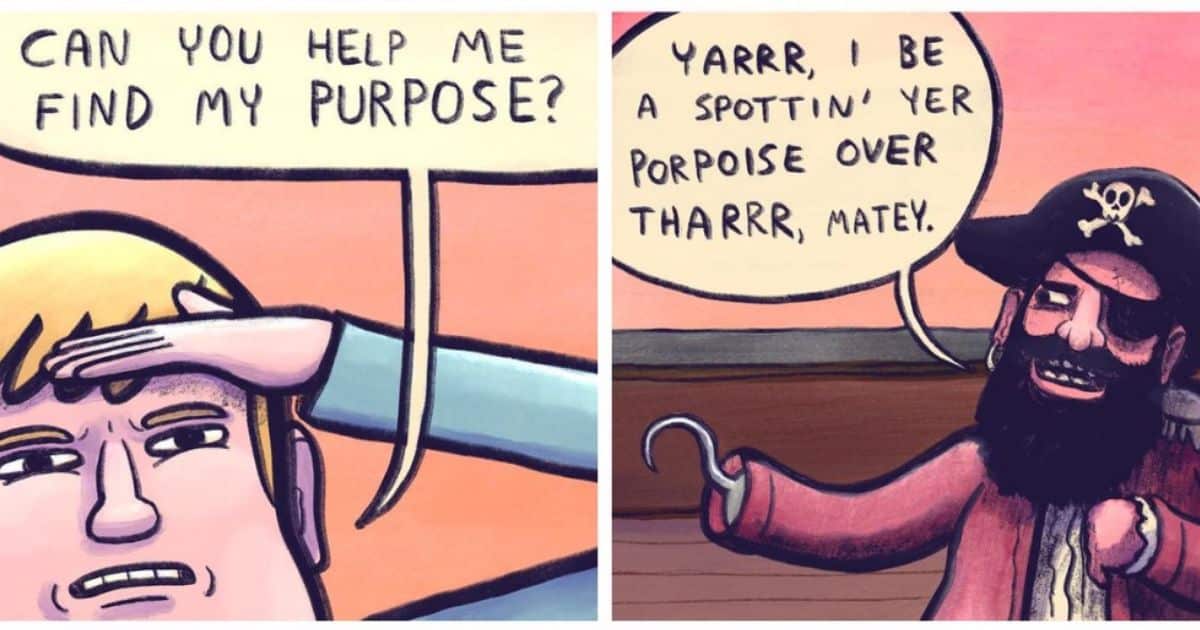 CAN YOU HELP ME
FIND MY PURPOSE?
YARRR, I BE
A SPOTTIN' YER
PORPOISE OVER
THARRR, MATEY.